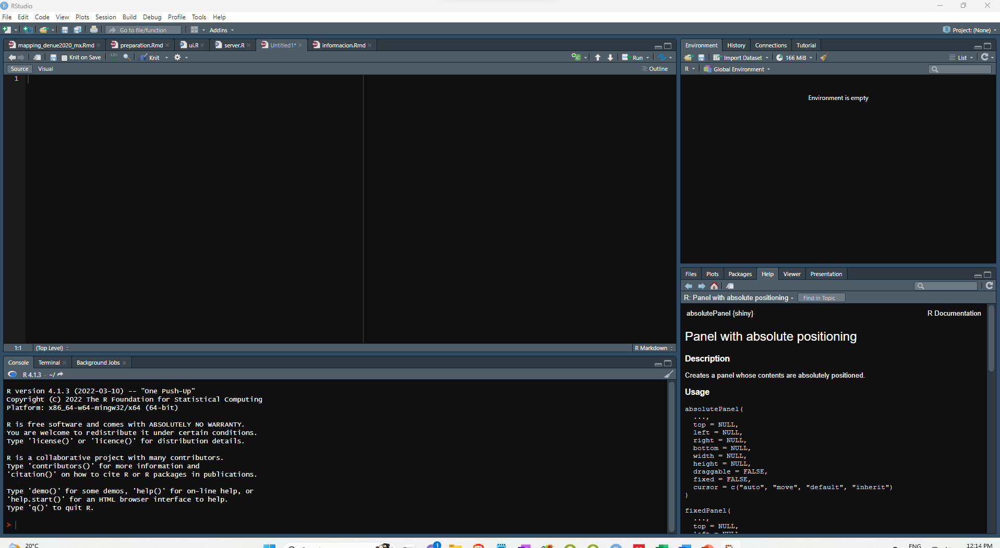 RStudio
File Edit Code View Plots Session Build Debug Profile Tools Help
Go to file/function Addins Project: (None)
mapping_denue2020_mx.Rmd preparation.Rmd ui.R server.R Untitled1* informacion.Rmd
Knit on Save ABC Knit Run
Source Visual Outline
1
1:1 (Top Level) R Markdown
Console Terminal Background Jobs
R 4.1.3 · ~/
R version 4.1.3 (2022-03-10) -- "One Push-Up"
Copyright (C) 2022 The R Foundation for Statistical Computing
Platform: x86_64-w64-mingw32/x64 (64-bit)
R is free software and comes with ABSOLUTELY NO WARRANTY.
You are welcome to redistribute it under certain conditions.
Type 'license()' or 'licence()' for distribution details.
R is a collaborative project with many contributors.
Type 'contributors()' for more information and
'citation()' on how to cite R or R packages in publications.
Type 'demo()' for some demos, 'help()' for on-line help, or
'help.start()' for an HTML browser interface to help.
Type 'q()' to quit R.
>
Environment History Connections Tutorial
Import Dataset 166 MiB List
R Global Environment
Environment is empty
Files Plots Packages Help Viewer Presentation
R: Panel with absolute positioning Find in Topic
absolutePanel {shiny} R Documentation
Panel with absolute positioning
Description
Creates a panel whose contents are absolutely positioned.
Usage
absolutePanel(
...,
top = NULL,
left = NULL,
right = NULL,
bottom = NULL,
width = NULL,
height = NULL,
draggable = FALSE,
fixed = FALSE,
cursor = c("auto", "move", "default", "inherit")
)
fixedPanel(
...,
top = NULL,
left = NULL
20°C 1 ENG 12:14 PM